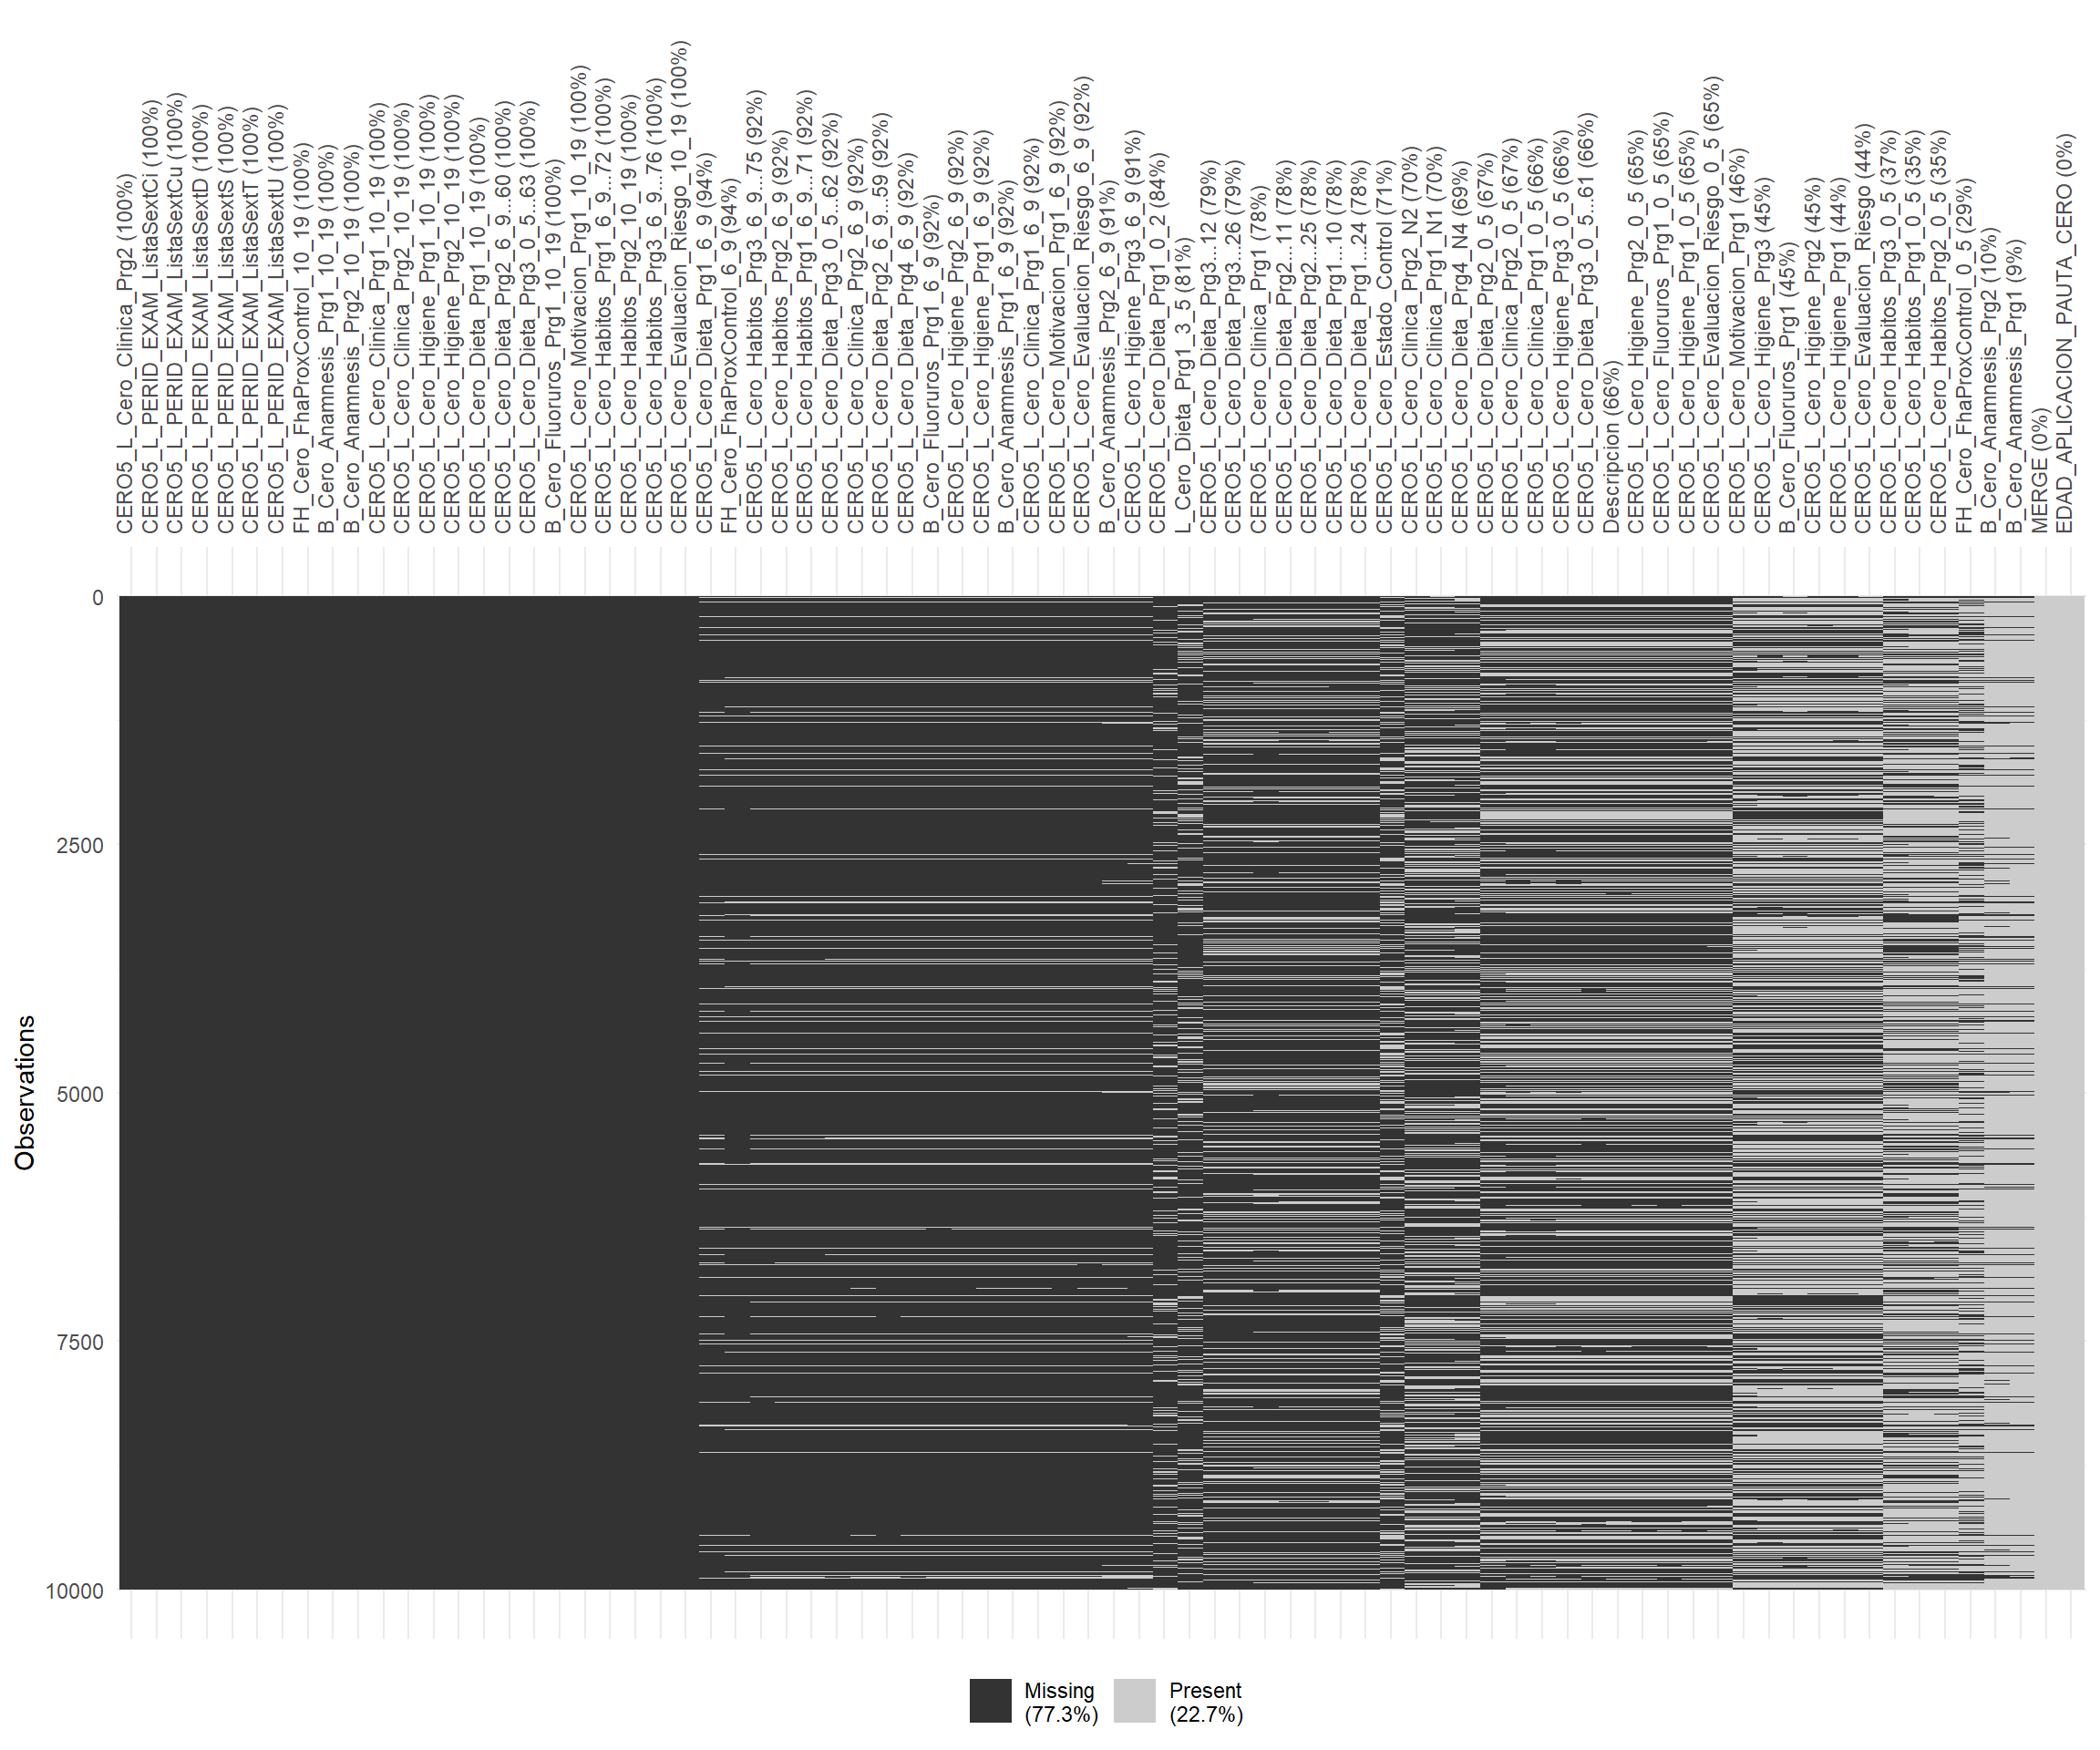 CERO5_L_Cero_Clinica_Prg2 (100%)
CERO5_L_PERID_EXAM_ListaSextCi (100%)
CERO5_L_PERID_EXAM_ListaSextCu (100%)
CERO5_L_PERID_EXAM_ListaSextD (100%)
CERO5_L_PERID_EXAM_ListaSextS (100%)
CERO5_L_PERID_EXAM_ListaSextT (100%)
CERO5_L_PERID_EXAM_ListaSextU (100%)
FH_Cero_FhaProxControl_10_19 (100%)
B_Cero_Anamnesis_Prg1_10_19 (100%)
B_Cero_Anamnesis_Prg2_10_19 (100%)
CERO5_L_Cero_Clinica_Prg1_10_19 (100%)
CERO5_L_Cero_Clinica_Prg2_10_19 (100%)
CERO5_L_Cero_Higiene_Prg1_10_19 (100%)
CERO5_L_Cero_Higiene_Prg2_10_19 (100%)
CERO5_L_Cero_Dieta_Prg1_10_19 (100%)
CERO5_L_Cero_Dieta_Prg2_6_9...60 (100%)
CERO5_L_Cero_Dieta_Prg3_0_5...63 (100%)
B_Cero_Fluoruros_Prg1_10_19 (100%)
CERO5_L_Cero_Motivacion_Prg1_10_19 (100%)
CERO5_L_Cero_Habitos_Prg1_6_9...72 (100%)
CERO5_L_Cero_Habitos_Prg2_10_19 (100%)
CERO5_L_Cero_Habitos_Prg3_6_9...76 (100%)
CERO5_L_Cero_Evaluacion_Riesgo_10_19 (100%)
CERO5_L_Cero_Dieta_Prg1_6_9 (94%)
FH_Cero_FhaProxControl_6_9 (94%)
CERO5_L_Cero_Habitos_Prg3_6_9...75 (92%)
CERO5_L_Cero_Habitos_Prg2_6_9 (92%)
CERO5_L_Cero_Habitos_Prg1_6_9...71 (92%)
CERO5_L_Cero_Dieta_Prg3_0_5...62 (92%)
CERO5_L_Cero_Clinica_Prg2_6_9 (92%)
CERO5_L_Cero_Dieta_Prg2_6_9...59 (92%)
CERO5_L_Cero_Dieta_Prg4_6_9 (92%)
B_Cero_Fluoruros_Prg1_6_9 (92%)
CERO5_L_Cero_Higiene_Prg2_6_9 (92%)
CERO5_L_Cero_Higiene_Prg1_6_9 (92%)
B_Cero_Anamnesis_Prg1_6_9 (92%)
CERO5_L_Cero_Clinica_Prg1_6_9 (92%)
CERO5_L_Cero_Motivacion_Prg1_6_9 (92%)
CERO5_L_Cero_Evaluacion_Riesgo_6_9 (92%)
B_Cero_Anamnesis_Prg2_6_9 (91%)
CERO5_L_Cero_Higiene_Prg3_6_9 (91%)
CERO5_L_Cero_Dieta_Prg1_0_2 (84%)
L_Cero_Dieta_Prg1_3_5 (81%)
CERO5_L_Cero_Dieta_Prg3...12 (79%)
CERO5_L_Cero_Dieta_Prg3...26 (79%)
CERO5_L_Cero_Clinica_Prg1 (78%)
CERO5_L_Cero_Dieta_Prg2...11 (78%)
CERO5_L_Cero_Dieta_Prg2...25 (78%)
CERO5_L_Cero_Dieta_Prg1...10 (78%)
CERO5_L_Cero_Dieta_Prg1...24 (78%)
CERO5_L_Cero_Estado_Control (71%)
CERO5_L_Cero_Clinica_Prg2_N2 (70%)
CERO5_L_Cero_Clinica_Prg1_N1 (70%)
CERO5_L_Cero_Dieta_Prg4_N4 (69%)
CERO5_L_Cero_Dieta_Prg2_0_5 (67%)
CERO5_L_Cero_Clinica_Prg2_0_5 (67%)
CERO5_L_Cero_Clinica_Prg1_0_5 (66%)
CERO5_L_Cero_Higiene_Prg3_0_5 (66%)
CERO5_L_Cero_Dieta_Prg3_0_5...61 (66%)
Descripcion (66%)
CERO5_L_Cero_Higiene_Prg2_0_5 (65%)
CERO5_L_Cero_Fluoruros_Prg1_0_5 (65%)
CERO5_L_Cero_Higiene_Prg1_0_5 (65%)
CERO5_L_Cero_Evaluacion_Riesgo_0_5 (65%)
CERO5_L_Cero_Motivacion_Prg1 (46%)
CERO5_L_Cero_Higiene_Prg3 (45%)
B_Cero_Fluoruros_Prg1 (45%)
CERO5_L_Cero_Higiene_Prg2 (45%)
CERO5_L_Cero_Higiene_Prg1 (44%)
CERO5_L_Cero_Evaluacion_Riesgo (44%)
CERO5_L_Cero_Habitos_Prg3_0_5 (37%)
CERO5_L_Cero_Habitos_Prg1_0_5 (35%)
CERO5_L_Cero_Habitos_Prg2_0_5 (35%)
FH_Cero_FhaProxControl_0_5 (29%)
B_Cero_Anamnesis_Prg2 (10%)
B_Cero_Anamnesis_Prg1 (9%)
MERGE (0%)
EDAD_APLICACION_PAUTA_CERO (0%)
0
2500
5000
7500
10000
Observations
Missing
(77.3%)
Present
(22.7%)